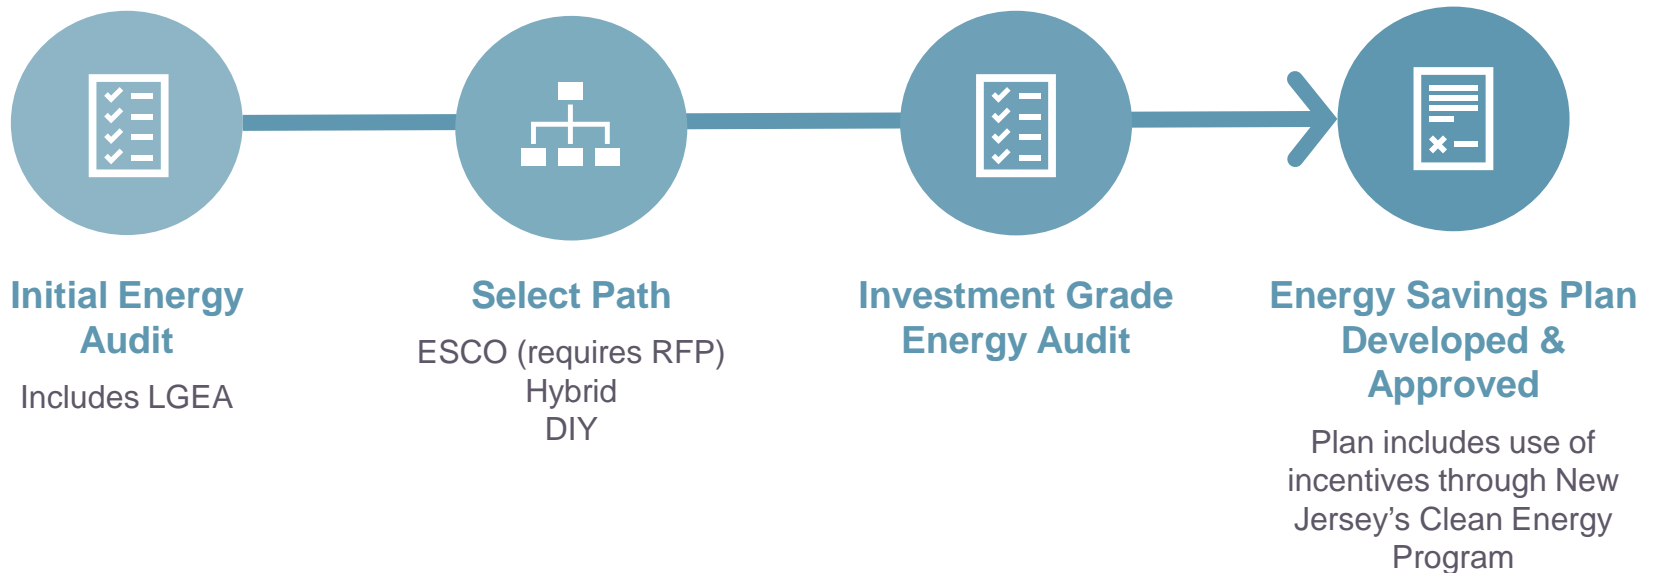 Initial Energy
Audit
Includes LGEA
Select Path
ESCO (requires RFP)
Hybrid
DIY
Investment Grade
Energy Audit
Energy Savings Plan
Developed &
Approved
Plan includes use of
incentives through New
Jersey’s Clean Energy
Program